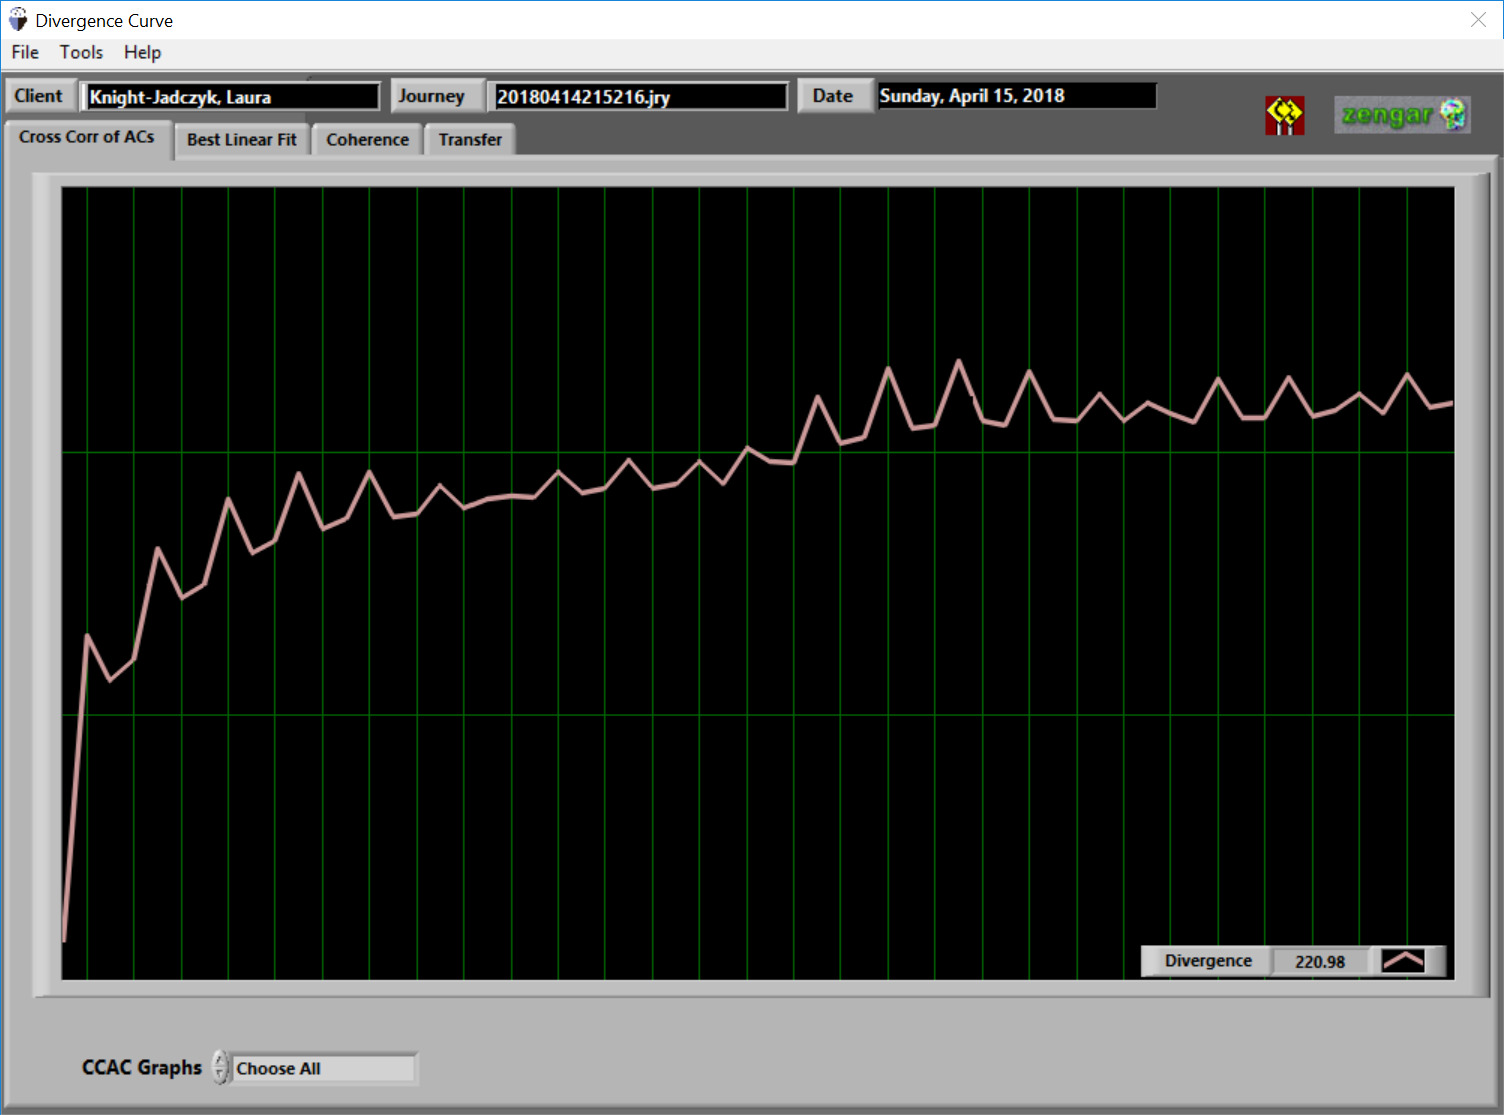 Divergence Curve
File Tools Help
Client Knight-Jadczyk, Laura Journey 20180414215216.jry Date Sunday, April 15, 2018
zengar
Cross Corr of ACs Best Linear Fit Coherence Transfer
Divergence 220.98
CCAC Graphs Choose All